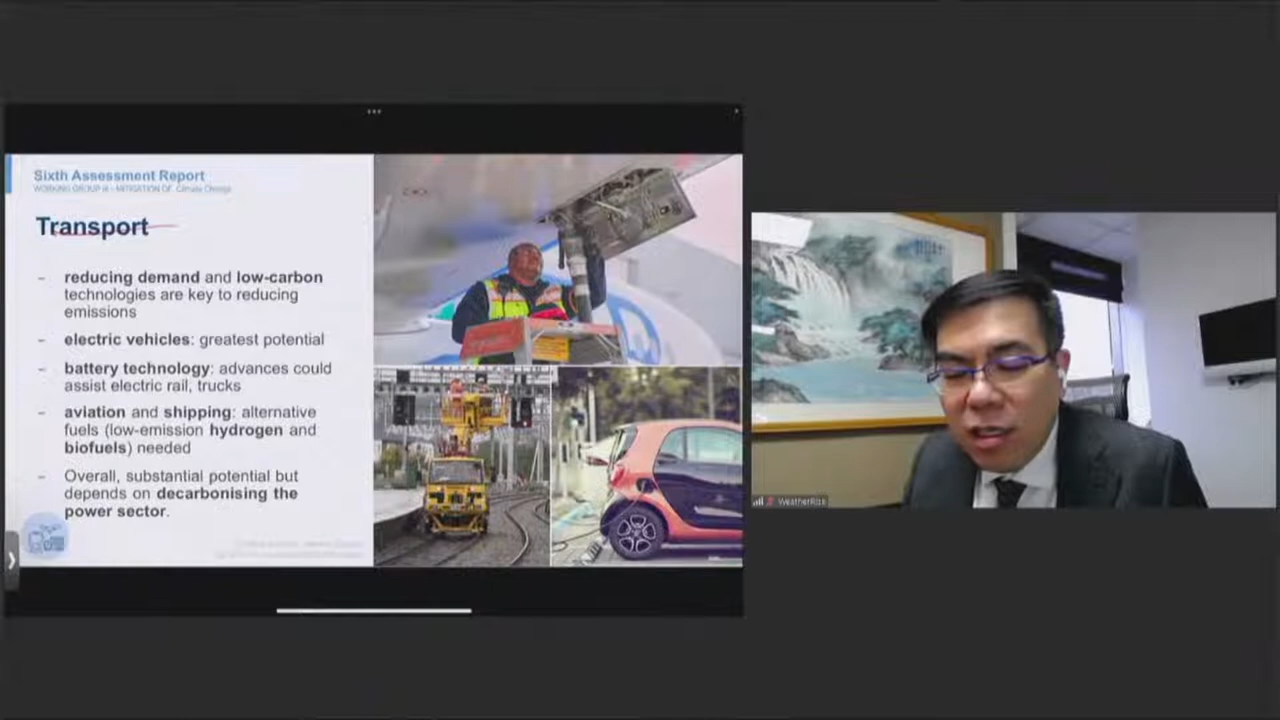 Sixth Assessment Report
WORKING GROUP III – MITIGATION OF Climate Change
Transport
– reducing demand and low-carbon
technologies are key to reducing
emissions
– electric vehicles: greatest potential
– battery technology: advances could
assist electric rail, trucks
– aviation and shipping: alternative
fuels (low-emission hydrogen and
biofuels) needed
– Overall, substantial potential but
depends on decarbonising the
power sector.
WeatherRisk